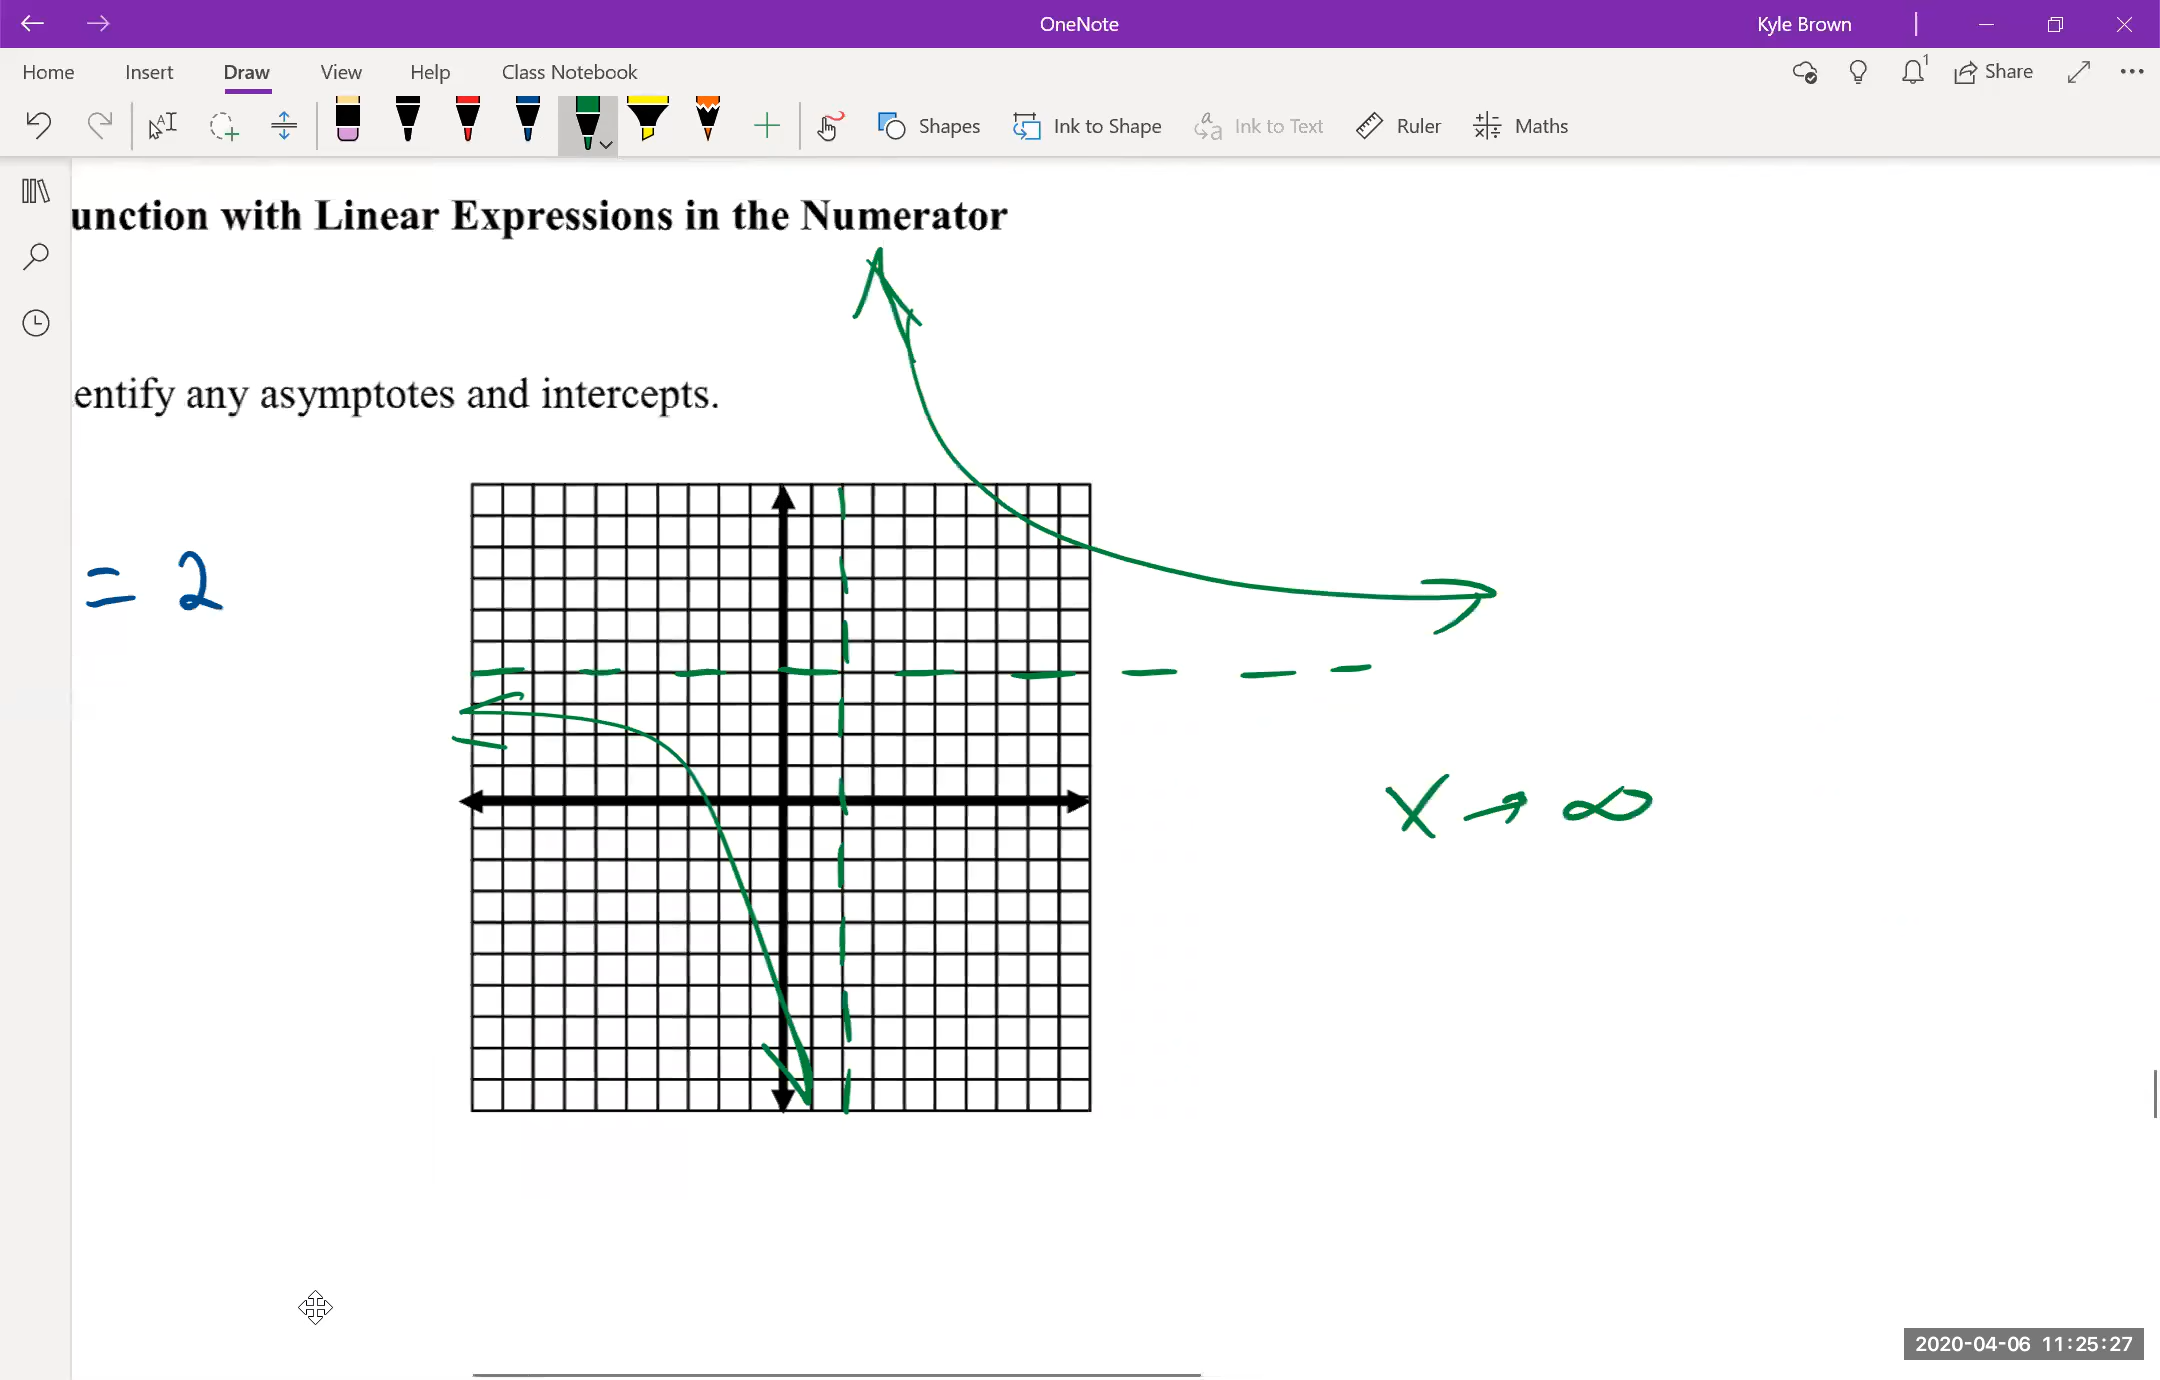 OneNote
Kyle Brown
Home Insert Draw View Help Class Notebook
1 Share
Shapes Ink to Shape Ink to Text Ruler Maths
unction with Linear Expressions in the Numerator
entify any asymptotes and intercepts.
= 2
x → ∞
2020-04-06 11:25:27